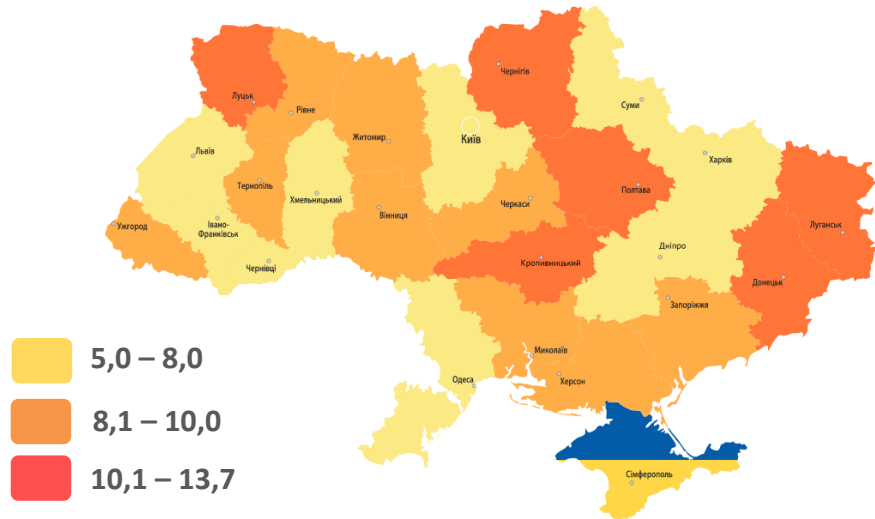 Чернігів
Луцьк
Рівне
Суми
Житомир
Київ
Львів
Харків
Тернопіль
Хмельницький
Полтава
Вінниця
Черкаси
Ужгород
Івано-
Франківськ
Луганськ
Чернівці
Дніпро
Кропивницький
Донецьк
Запоріжжя
Миколаїв
Одеса
Херсон
Сімферополь
5,0 – 8,0
8,1 – 10,0
10,1 – 13,7